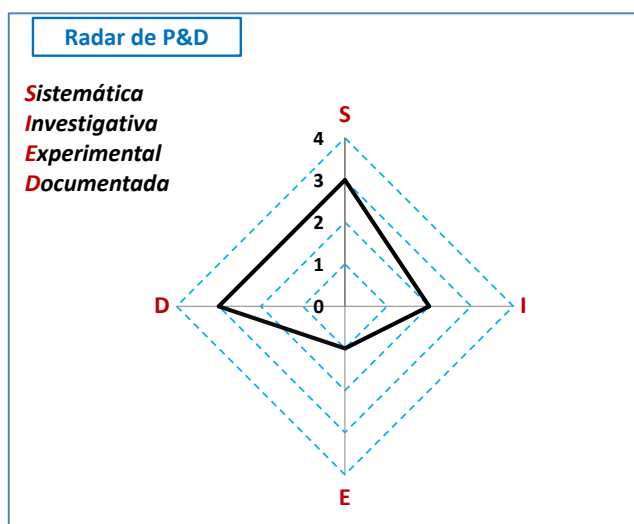 Radar de P&D
Sistemática
Investigativa
Experimental
Documentada
S
4
3
2
1
D 0 I
E